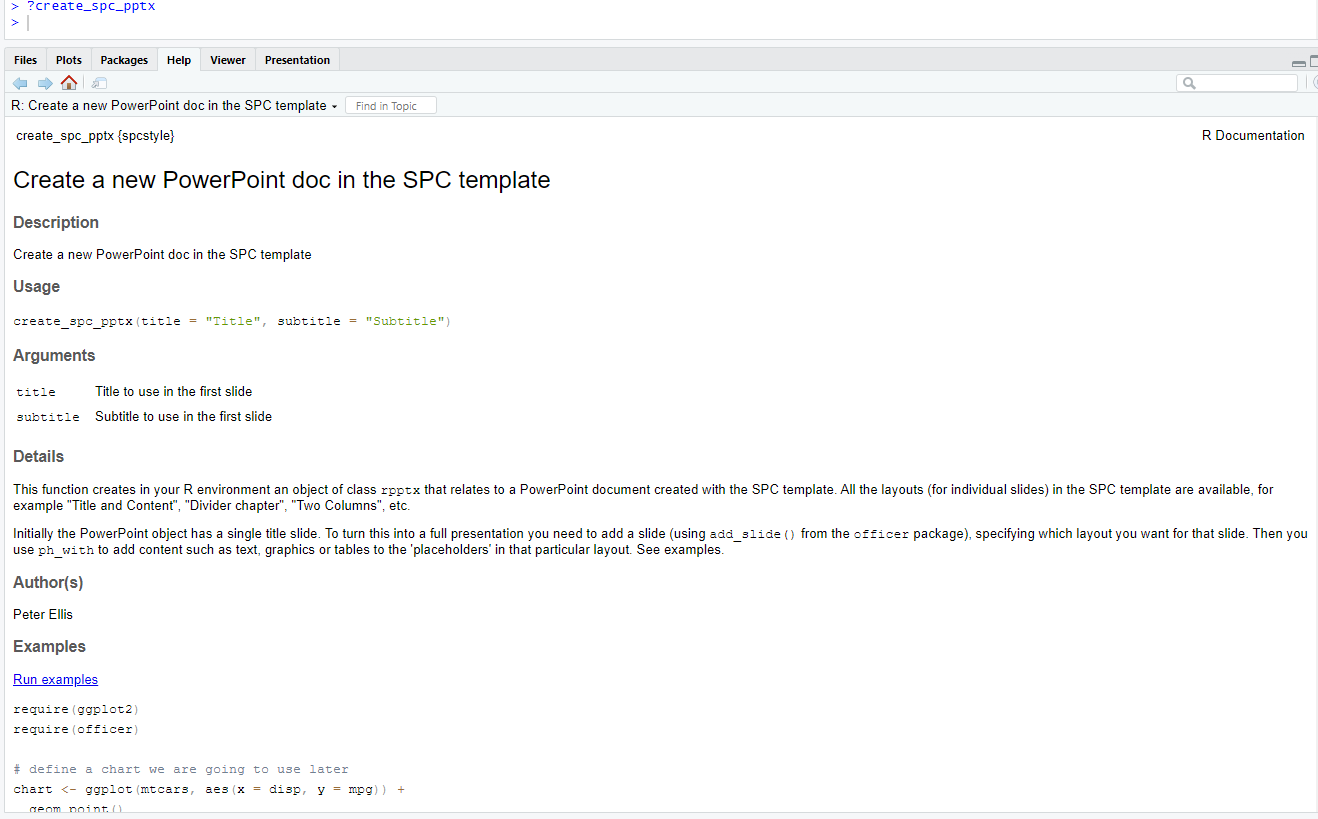 > ?create_spc_pptx
>
Files Plots Packages Help Viewer Presentation
R: Create a new PowerPoint doc in the SPC template Find in Topic
create_spc_pptx {spcstyle} R Documentation
Create a new PowerPoint doc in the SPC template
Description
Create a new PowerPoint doc in the SPC template
Usage
create_spc_pptx(title = "Title", subtitle = "Subtitle")
Arguments
title Title to use in the first slide
subtitle Subtitle to use in the first slide
Details
This function creates in your R environment an object of class rpptx that relates to a PowerPoint document created with the SPC template. All the layouts (for individual slides) in the SPC template are available, for
example "Title and Content", "Divider chapter", "Two Columns", etc.
Initially the PowerPoint object has a single title slide. To turn this into a full presentation you need to add a slide (using add_slide() from the officer package), specifying which layout you want for that slide. Then you
use ph_with to add content such as text, graphics or tables to the 'placeholders' in that particular layout. See examples.
Author(s)
Peter Ellis
Examples
Run examples
require(ggplot2)
require(officer)
# define a chart we are going to use later
chart <- ggplot(mtcars, aes(x = disp, y = mpg)) +
geom_point()